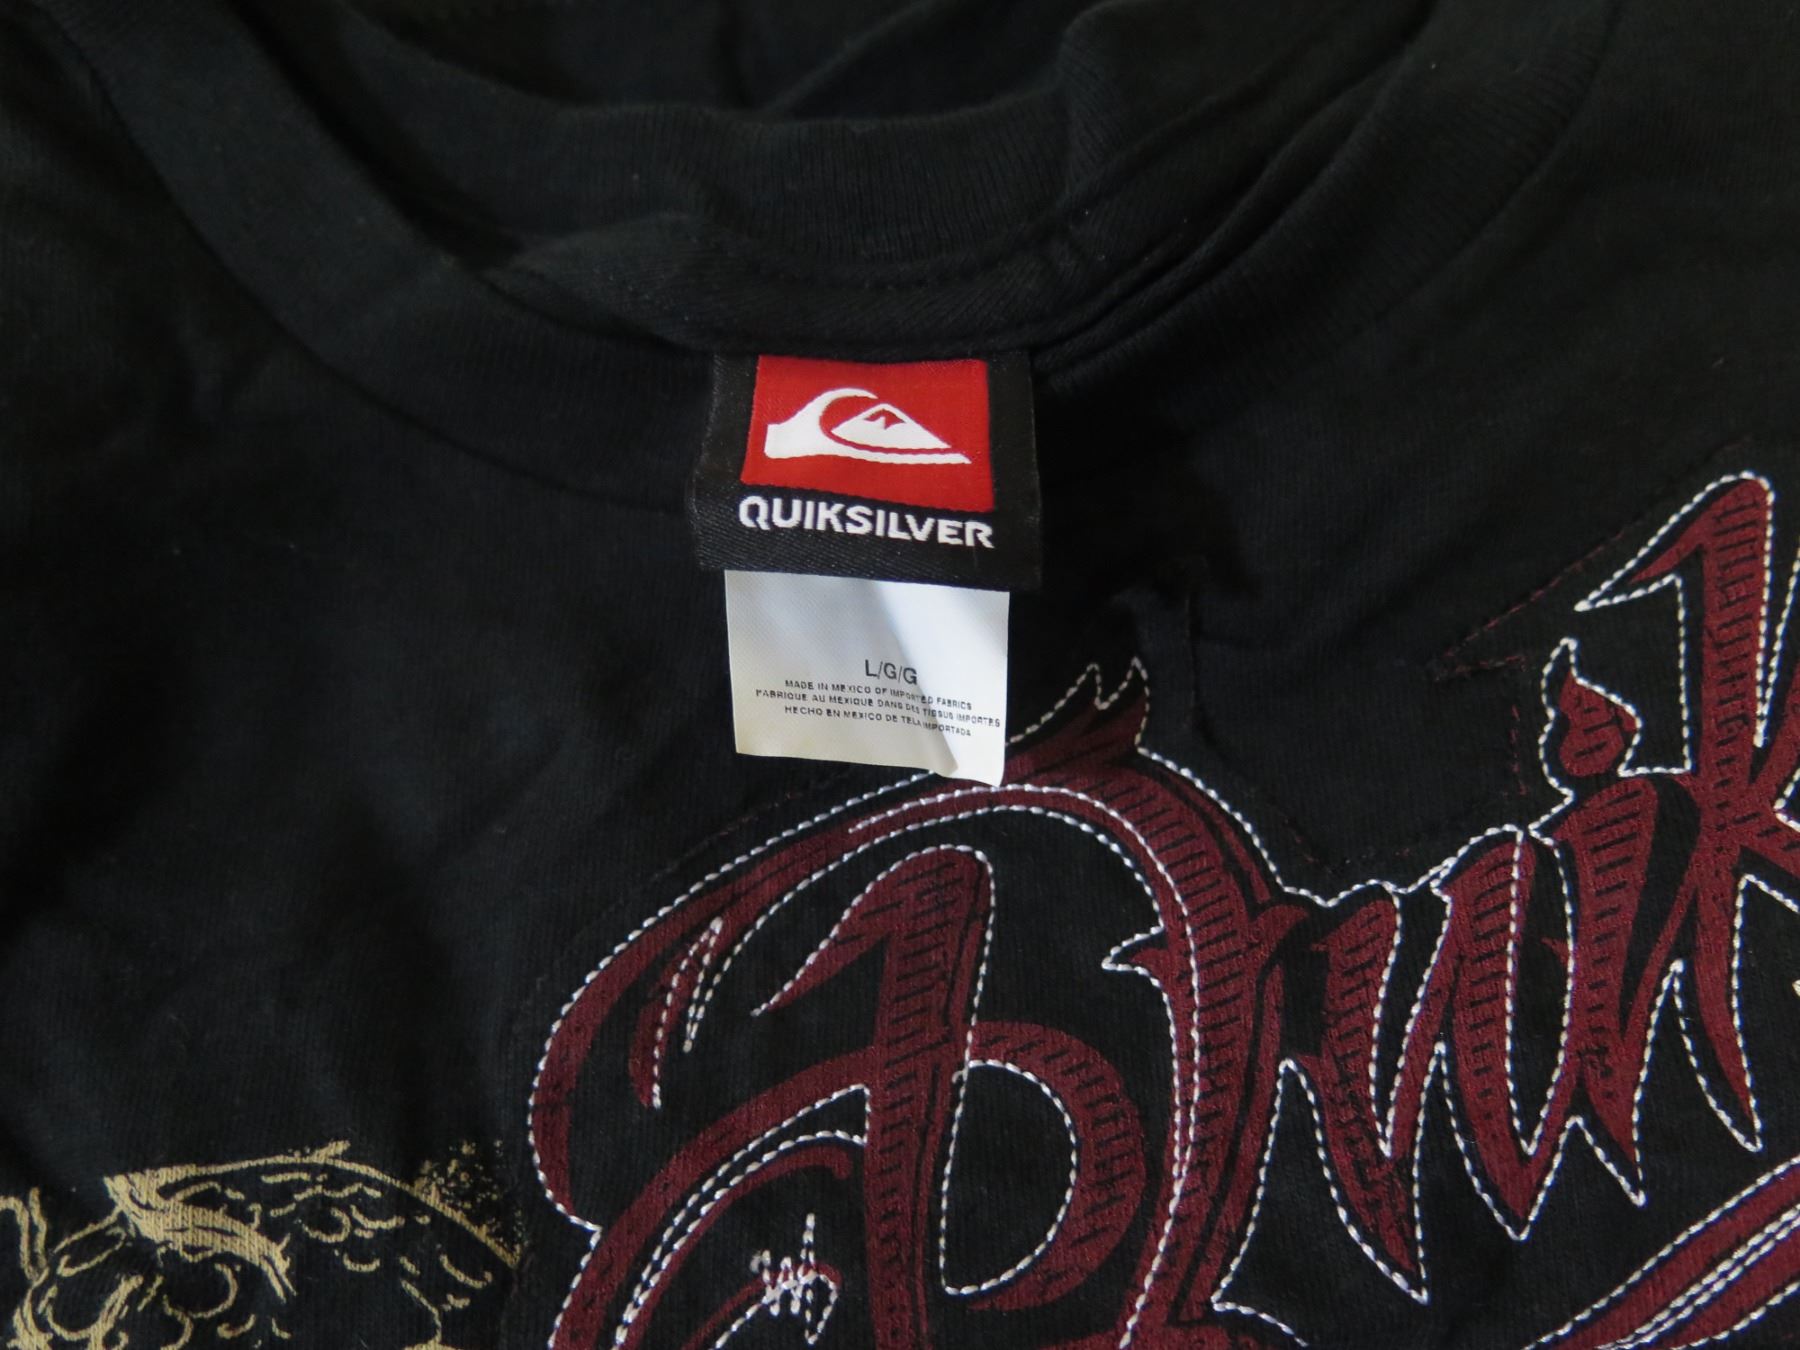 QUIKSILVER
L/G/G
MADE IN MEXICO OF IMPORTED FABRICS
FABRIQUE AU MEXIQUE DANS DES TISSUS IMPORTES
HECHO EN MEXICO DE TELA IMPORTADA
Quik